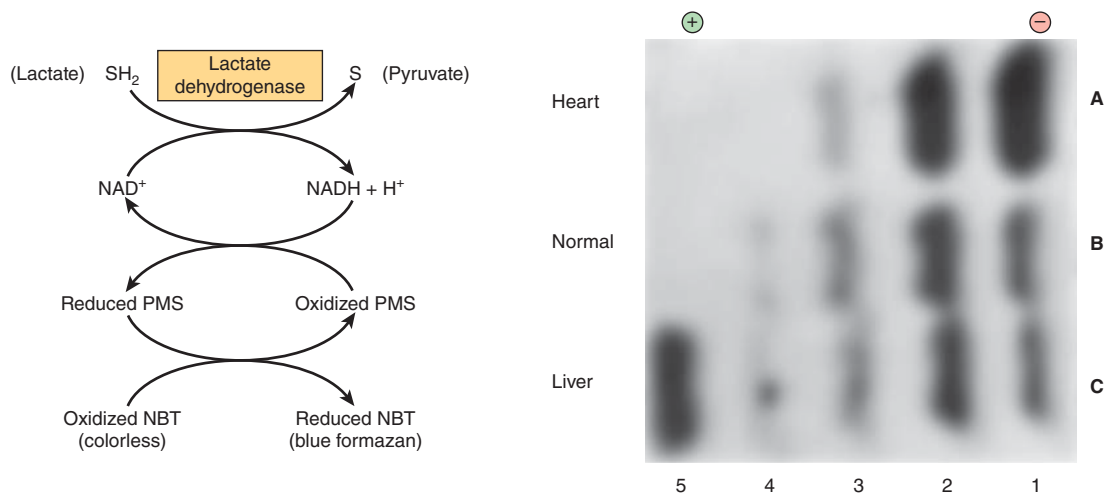 (Lactate) SH₂ Lactate dehydrogenase S (Pyruvate)
NAD⁺ NADH + H⁺
Reduced PMS Oxidized PMS
Oxidized NBT (colorless)
Reduced NBT (blue formazan)
+ −
Heart A
Normal B
Liver C
5 4 3 2 1